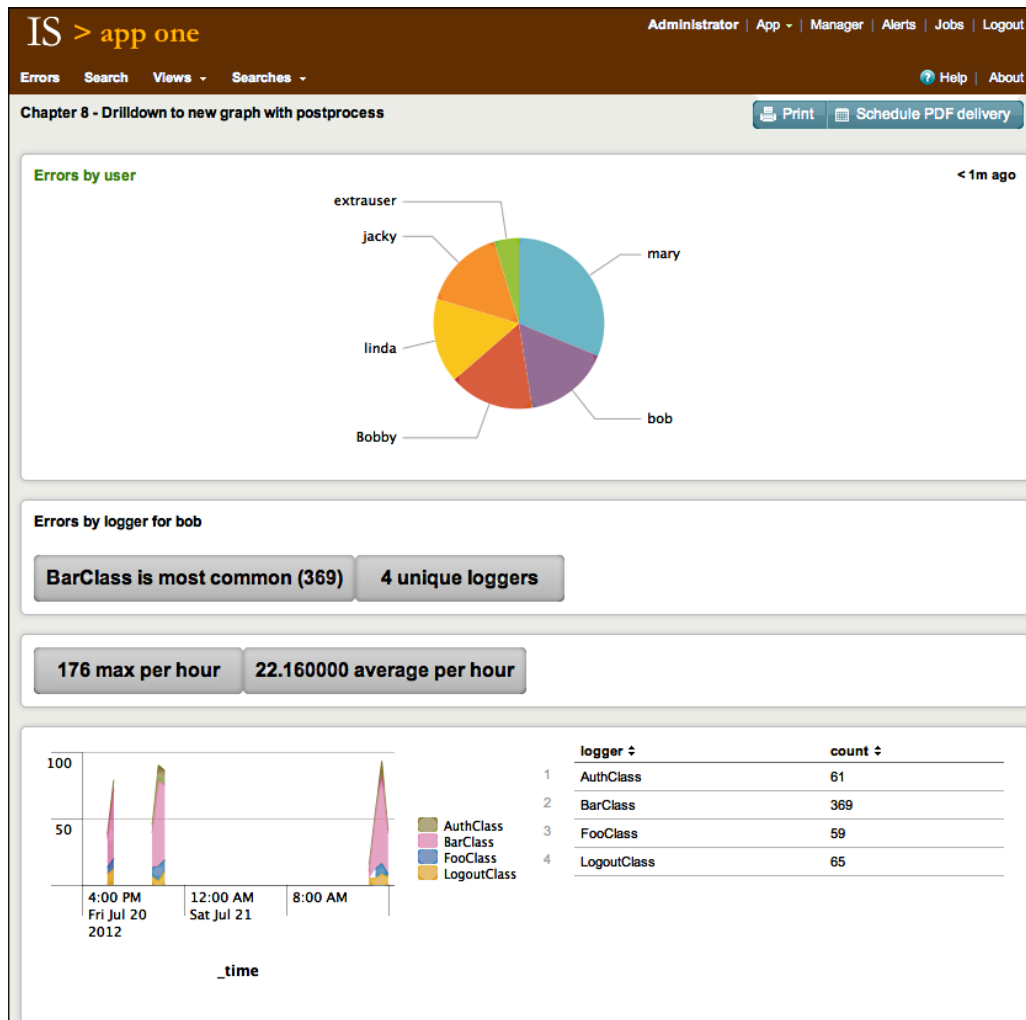 IS > app one
Administrator | App | Manager | Alerts | Jobs | Logout
Errors Search Views Searches
? Help | About
Chapter 8 - Drilldown to new graph with postprocess
Print Schedule PDF delivery
Errors by user
< 1m ago
extrauser
jacky
mary
linda
bob
Bobby
Errors by logger for bob
BarClass is most common (369) 4 unique loggers
176 max per hour 22.160000 average per hour
100
50
4:00 PM
Fri Jul 20
2012
12:00 AM
Sat Jul 21
8:00 AM
_time
AuthClass
BarClass
FooClass
LogoutClass
logger count
1 AuthClass 61
2 BarClass 369
3 FooClass 59
4 LogoutClass 65